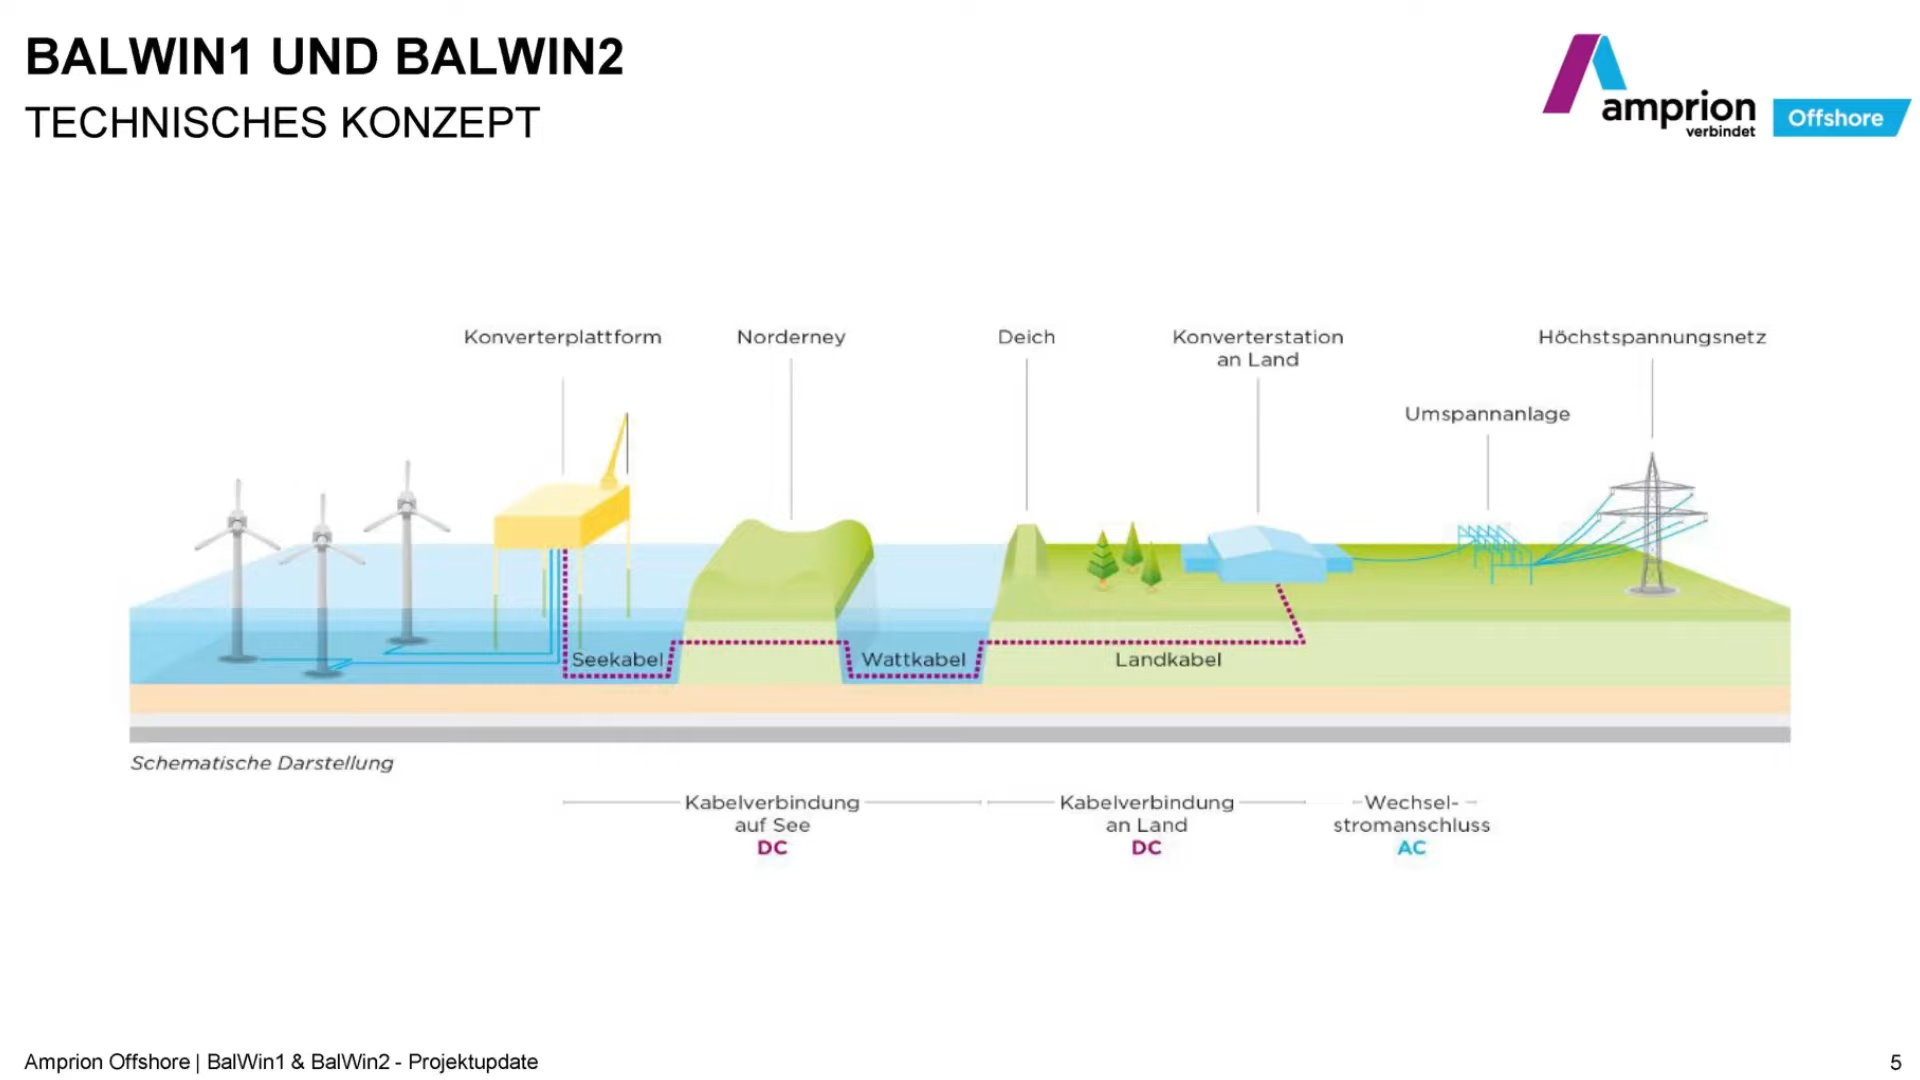 BALWIN1 UND BALWIN2
TECHNISCHES KONZEPT
amprion
verbindet
Offshore
Konverterplattform
Norderney
Deich
Konverterstation
an Land
Höchstspannungsnetz
Umspannanlage
Seekabel
Wattkabel
Landkabel
Schematische Darstellung
Kabelverbindung
auf See
DC
Kabelverbindung
an Land
DC
Wechsel-
stromanschluss
AC
Amprion Offshore | BalWin1 & BalWin2 - Projektupdate
5